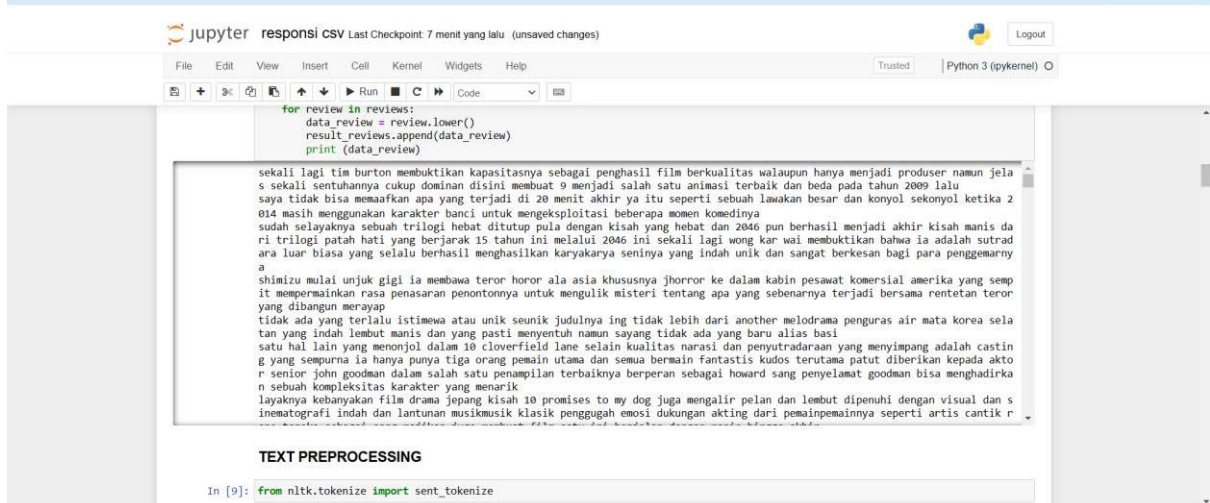 jupyter responsi csv Last Checkpoint: 7 menit yang lalu (unsaved changes) Logout
File Edit View Insert Cell Kernel Widgets Help Trusted Python 3 (ipykernel)
Run Code
for review in reviews:
data_review = review.lower()
result_reviews.append(data_review)
print (data_review)
sekali lagi tim burton membuktikan kapasitasnya sebagai penghasil film berkualitas walaupun hanya menjadi produser namun jela
s sekali sentuhannya cukup dominan disini membuat 9 menjadi salah satu animasi terbaik dan beda pada tahun 2009 lalu
saya tidak bisa memaafkan apa yang terjadi di 20 menit akhir ya itu seperti sebuah lawakan besar dan konyol sekonyol ketika 2
014 masih menggunakan karakter banci untuk mengeksploitasi beberapa momen komedinya
sudah selayaknya sebuah trilogi hebat ditutup pula dengan kisah yang hebat dan 2046 pun berhasil menjadi akhir kisah manis da
ri trilogi patah hati yang berjarak 15 tahun ini melalui 2046 ini sekali lagi wong kar wai membuktikan bahwa ia adalah sutrad
ara luar biasa yang selalu berhasil menghasilkan karyakarya seninya yang indah unik dan sangat berkesan bagi para penggemarny
a
shimizu mulai unjuk gigi ia membawa teror horor ala asia khususnya jhorror ke dalam kabin pesawat komersial amerika yang semp
it mempermainkan rasa penasaran penontonnya untuk mengulik misteri tentang apa yang sebenarnya terjadi bersama rentetan teror
yang dibangun merayap
tidak ada yang terlalu istimewa atau unik seunik judulnya ing tidak lebih dari another melodrama penguras air mata korea sela
tan yang indah lembut manis dan yang pasti menyentuh namun sayang tidak ada yang baru alias basi
satu hal lain yang menonjol dalam 10 cloverfield lane selain kualitas narasi dan penyutradaraan yang menyimpang adalah castin
g yang sempurna ia hanya punya tiga orang pemain utama dan semua bermain fantastis kudos terutama patut diberikan kepada akto
r senior john goodman dalam salah satu penampilan terbaiknya berperan sebagai howard sang penyelamat goodman bisa menghadirka
n sebuah kompleksitas karakter yang menarik
layaknya kebanyakan film drama jepang kisah 10 promises to my dog juga mengalir pelan dan lembut dipenuhi dengan visual dan s
inematografi indah dan lantunan musikmusik klasik penggugah emosi dukungan akting dari pemainpemainnya seperti artis cantik r
TEXT PREPROCESSING
In [9]: from nltk.tokenize import sent_tokenize